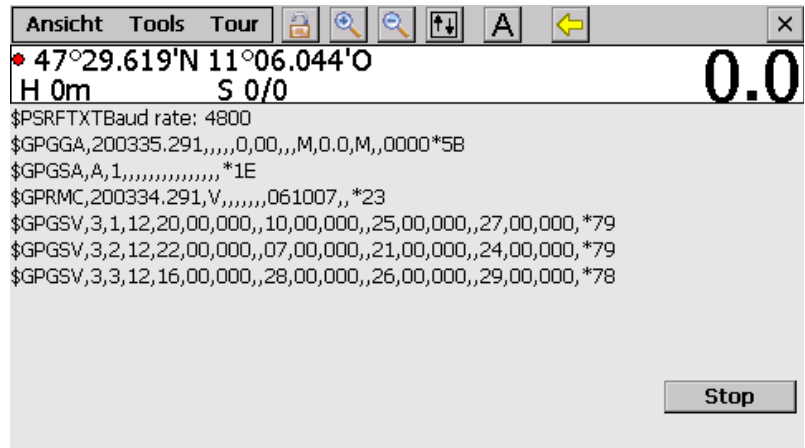 Ansicht Tools Tour A ×
47°29.619'N 11°06.044'O
H 0m S 0/0 0.0
$PSRFTXTBaud rate: 4800
$GPGGA,200335.291,,,,,0,00,,,M,0.0,M,,0000*5B
$GPGSA,A,1,,,,,,,,,,,,,,,*1E
$GPRMC,200334.291,V,,,,,,,061007,,*23
$GPGSV,3,1,12,20,00,000,,10,00,000,,25,00,000,,27,00,000,*79
$GPGSV,3,2,12,22,00,000,,07,00,000,,21,00,000,,24,00,000,*79
$GPGSV,3,3,12,16,00,000,,28,00,000,,26,00,000,,29,00,000,*78
Stop